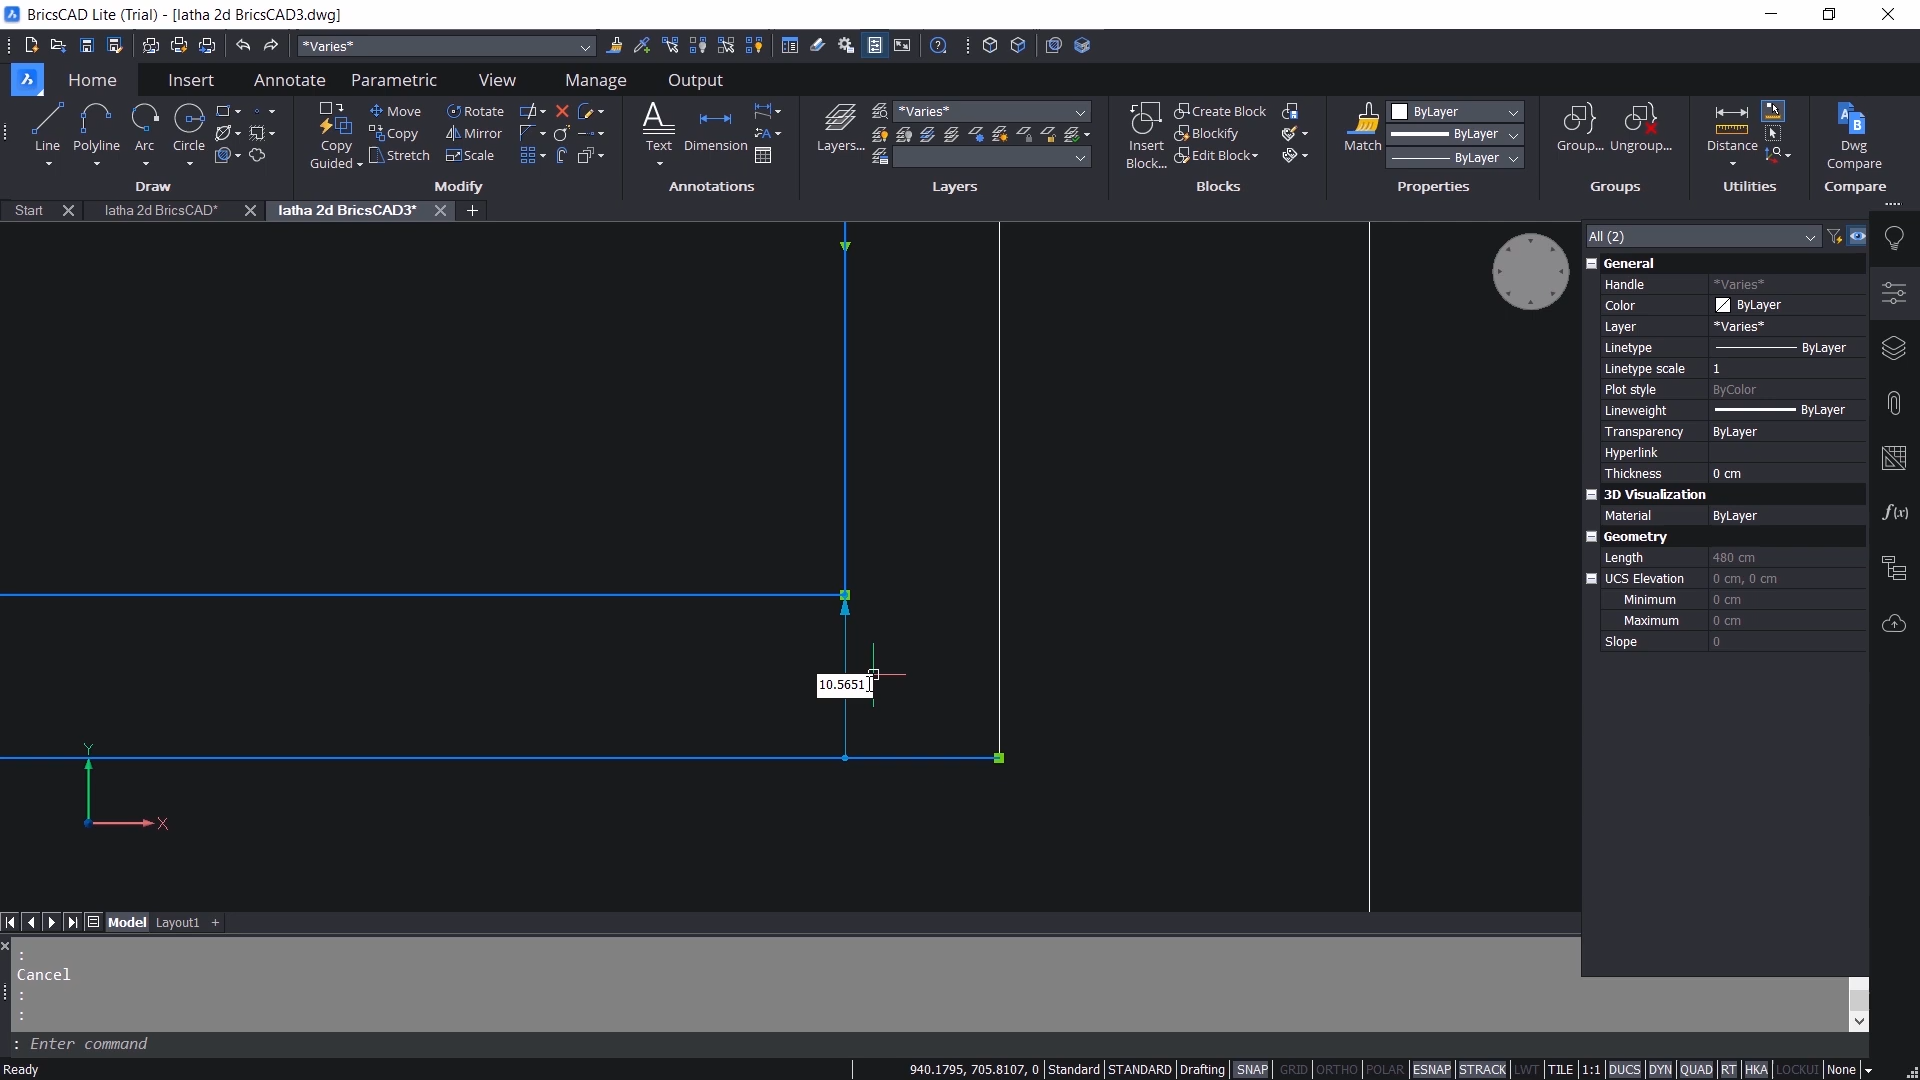 BricsCAD Lite (Trial) - [latha 2d BricsCAD3.dwg]
*Varies*
Home Insert Annotate Parametric View Manage Output
Line Polyline Arc Circle
Draw
Copy Guided
Move Rotate
Copy Mirror
Stretch Scale
Modify
Text Dimension
Annotations
Layers...
*Varies*
Layers
Insert Block...
Create Block
Blockify
Edit Block
Blocks
Match
ByLayer
ByLayer
ByLayer
Properties
Group... Ungroup...
Groups
Distance
Utilities
Dwg Compare
Compare
Start latha 2d BricsCAD* latha 2d BricsCAD3*
All (2)
General
Handle *Varies*
Color ByLayer
Layer *Varies*
Linetype ByLayer
Linetype scale 1
Plot style ByColor
Lineweight ByLayer
Transparency ByLayer
Hyperlink
Thickness 0 cm
3D Visualization
Material ByLayer
Geometry
Length 480 cm
UCS Elevation 0 cm, 0 cm
Minimum 0 cm
Maximum 0 cm
Slope 0
f(x)
10.5651
Y
X
Model Layout1 +
:
Cancel
:
:
: Enter command
Ready 940.1795, 705.8107, 0 Standard STANDARD Drafting SNAP GRID ORTHO POLAR ESNAP STRACK LWT TILE 1:1 DUCS DYN QUAD RT HKA LOCKUI None